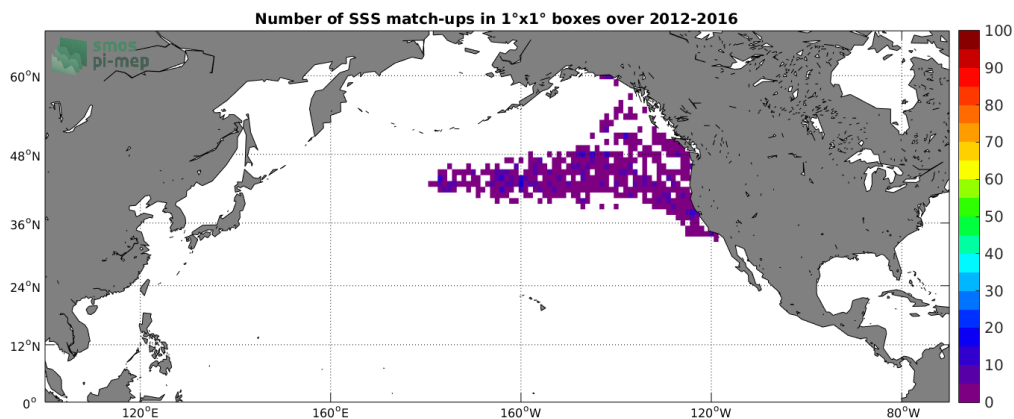 Number of SSS match-ups in 1°x1° boxes over 2012-2016
smos
pi-mep
60°N
48°N
36°N
24°N
12°N
0°
120°E
160°E
160°W
120°W
80°W
100
90
80
70
60
50
40
30
20
10
0